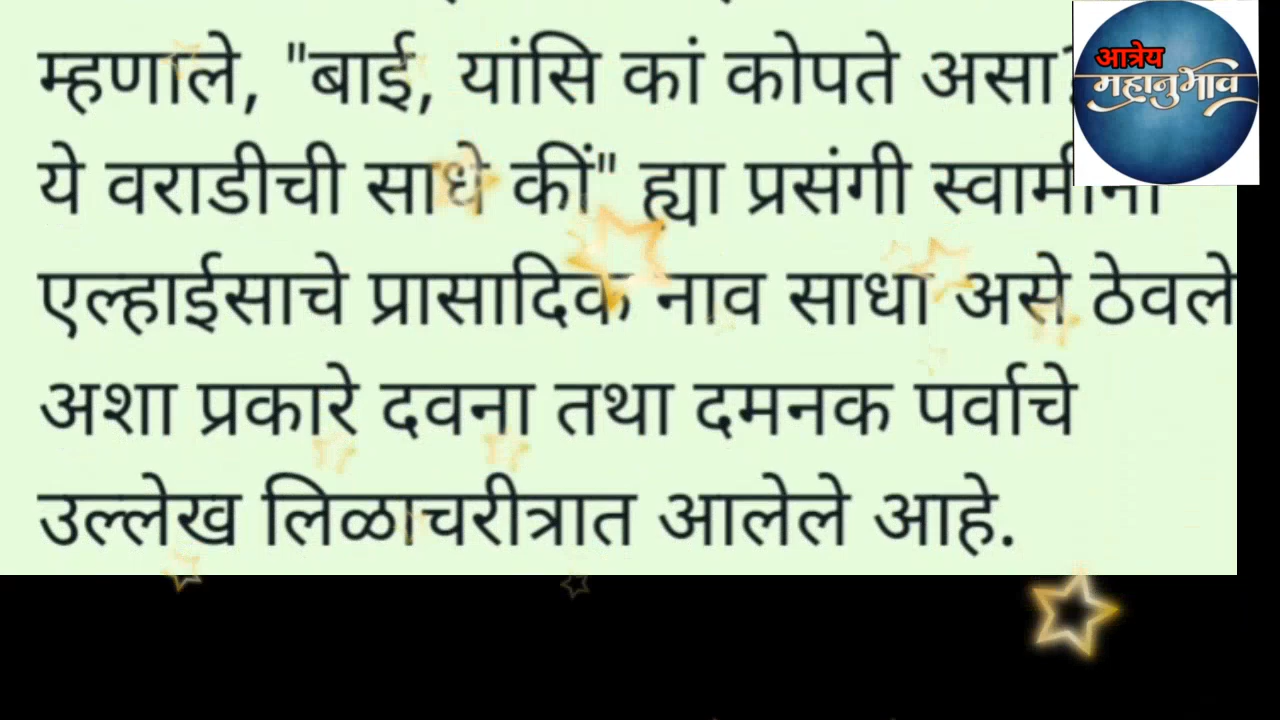 म्हणाले, "बाई, यांसि कां कोपते असा
ये वराडीची साधे कीं" ह्या प्रसंगी स्वामींनी
एल्हाईसाचे प्रासादिक नाव साधा असे ठेवले
अशा प्रकारे दवना तथा दमनक पर्वाचे
उल्लेख लिळाचरीत्रात आलेले आहे.
आत्रेय
महानुभाव